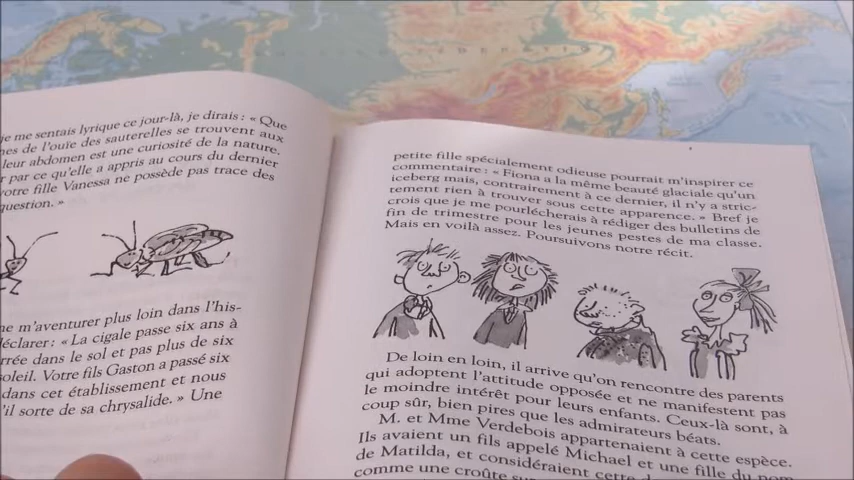 je me sentais lyrique ce jour-là, je dirais : « Que
nes de l'ouïe des sauterelles se trouvent aux
leur abdomen est une curiosité de la nature.
r par ce qu'elle a appris au cours du dernier
votre fille Vanessa ne possède pas trace des
question. »
me m'aventurer plus loin dans l'his-
déclarer : « La cigale passe six ans à
rrée dans le sol et pas plus de six
soleil. Votre fils Gaston a passé six
dans cet établissement et nous
'il sorte de sa chrysalide. » Une
petite fille spécialement odieuse pourrait m'inspirer ce
commentaire : « Fiona a la même beauté glaciale qu'un
iceberg mais, contrairement à ce dernier, il n'y a stric-
tement rien à trouver sous cette apparence. » Bref je
crois que je me pourlécherais à rédiger des bulletins de
fin de trimestre pour les jeunes pestes de ma classe.
Mais en voilà assez. Poursuivons notre récit.
De loin en loin, il arrive qu'on rencontre des parents
qui adoptent l'attitude opposée et ne manifestent pas
le moindre intérêt pour leurs enfants. Ceux-là sont, à
coup sûr, bien pires que les admirateurs béats.
M. et Mme Verdebois appartenaient à cette espèce.
Ils avaient un fils appelé Michael et une fille du nom
de Matilda, et considéraient cette
comme une croûte sur